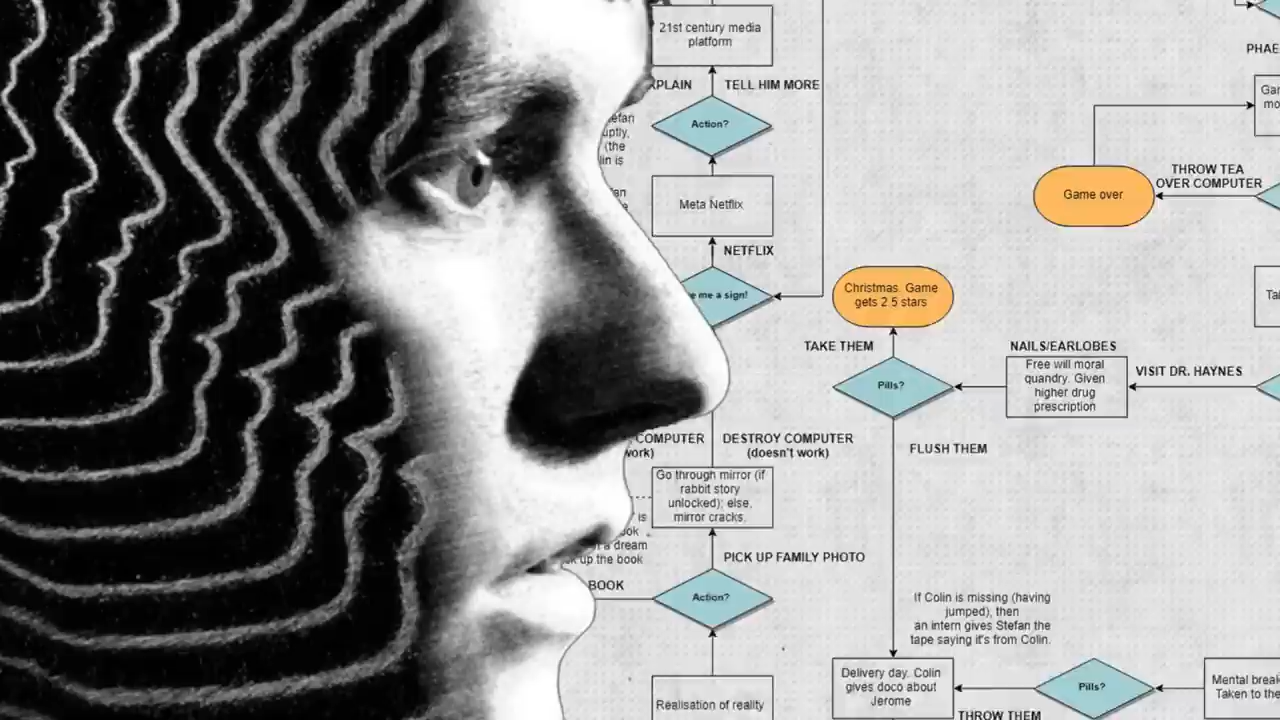 21st century media
platform
TELL HIM MORE
Action?
Meta Netflix
NETFLIX
me a sign!
COMPUTER
DESTROY COMPUTER
(doesn't work)
Go through mirror (if
rabbit story
unlocked); else,
mirror cracks.
is
a dream
up the book
PICK UP FAMILY PHOTO
BOOK
Action?
Realisation of reality
Game over
THROW TEA
OVER COMPUTER
Christmas. Game
gets 2.5 stars
TAKE THEM
Pills?
NAILS/EARLOBES
Free will moral
quandry. Given
higher drug
prescription
VISIT DR. HAYNES
FLUSH THEM
If Colin is missing (having
jumped), then
an intern gives Stefan the
tape saying it's from Colin.
Delivery day. Colin
gives doco about
Jerome
Pills?
THROW THEM
Mental break
Taken to the